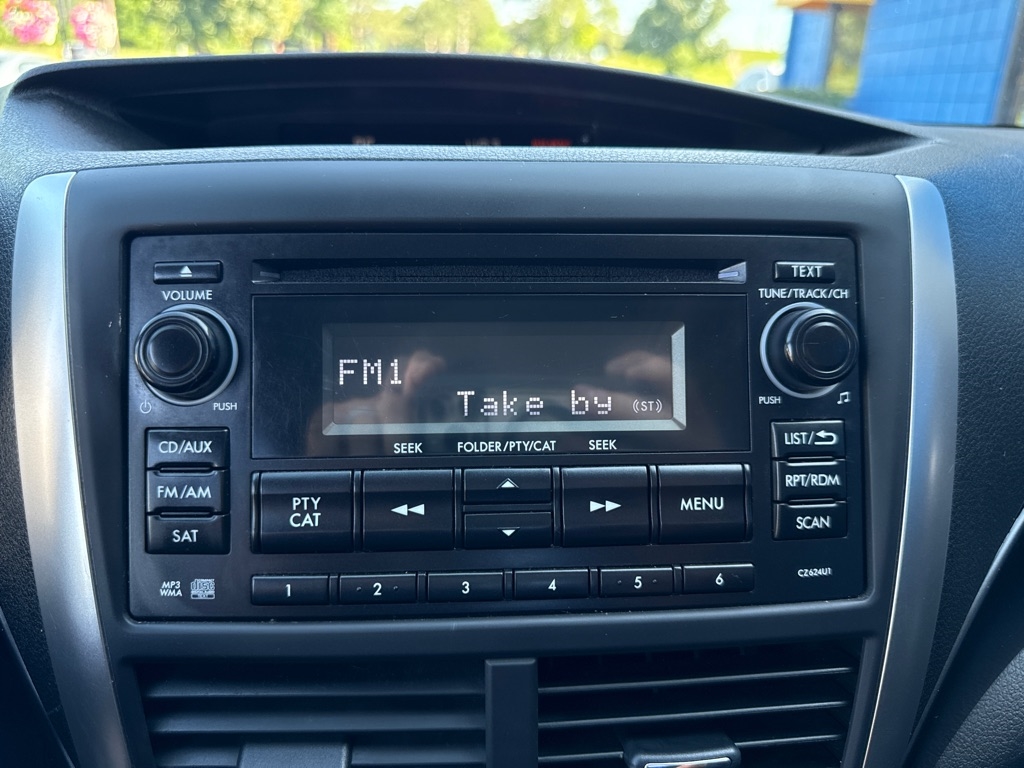 TEXT
VOLUME
TUNE/TRACK/CH
FM1
Take by
(ST)
PUSH
PUSH
SEEK
FOLDER/PTY/CAT
SEEK
CD/AUX
FM/AM
SAT
PTY
CAT
MENU
LIST/
RPT/RDM
SCAN
MP3
WMA
disc
1
2
3
4
5
6
CZ624U1